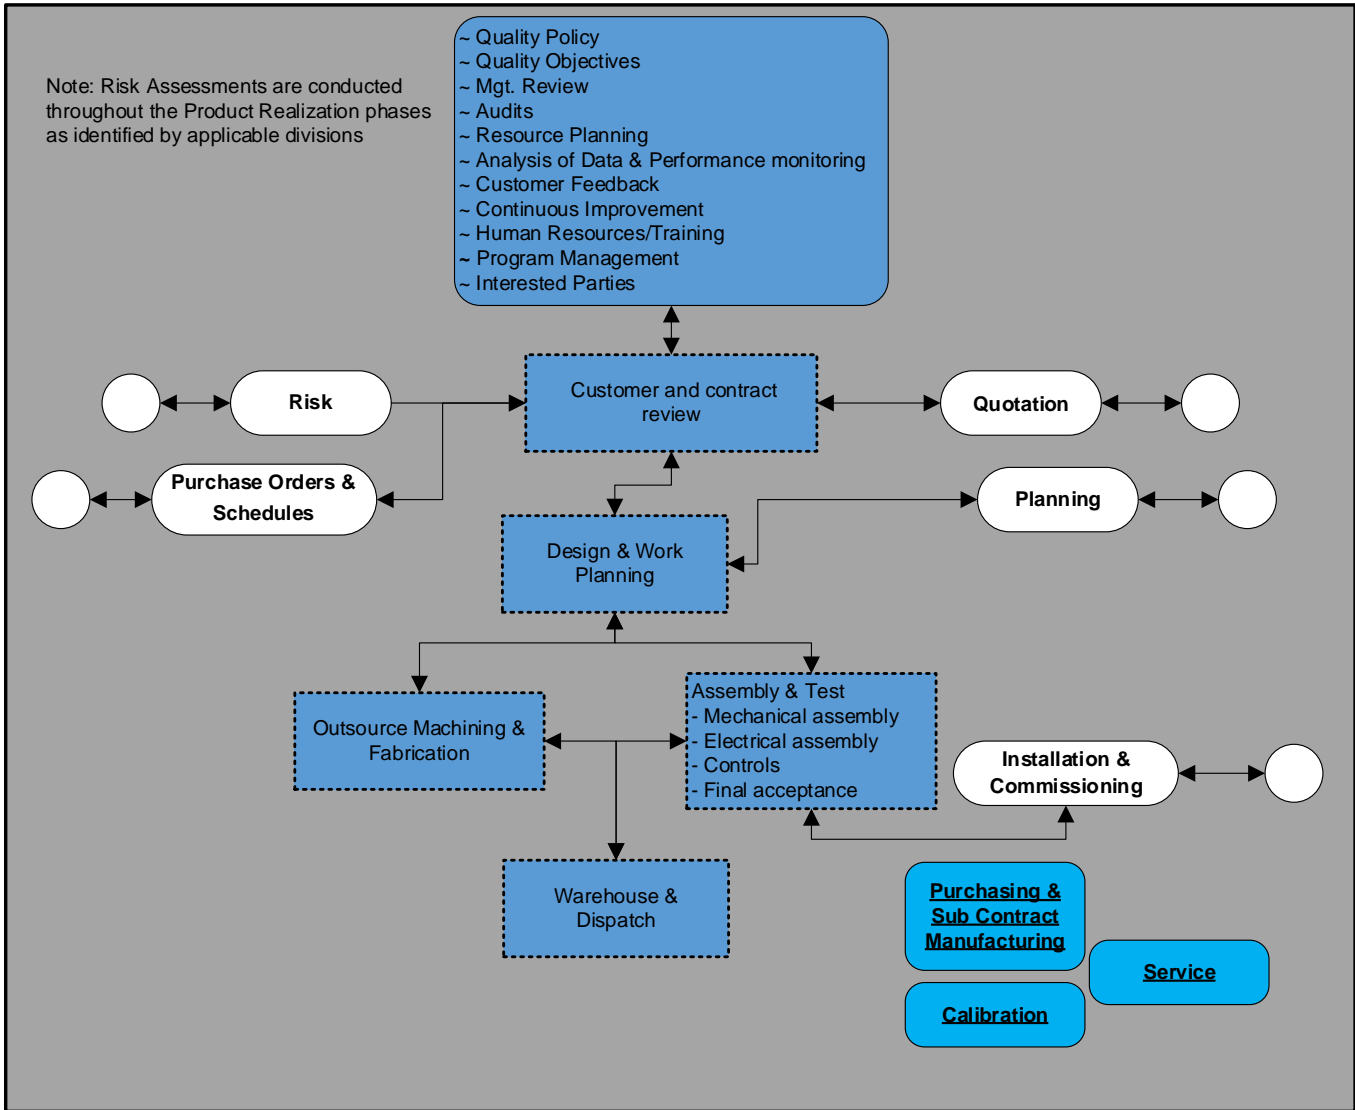 ~ Quality Policy
~ Quality Objectives
~ Mgt. Review
~ Audits
~ Resource Planning
~ Analysis of Data & Performance monitoring
~ Customer Feedback
~ Continuous Improvement
~ Human Resources/Training
~ Program Management
~ Interested Parties
Note: Risk Assessments are conducted
throughout the Product Realization phases
as identified by applicable divisions
Customer and contract
review
Risk
Quotation
Purchase Orders &
Schedules
Planning
Design & Work
Planning
Outsource Machining &
Fabrication
Assembly & Test
- Mechanical assembly
- Electrical assembly
- Controls
- Final acceptance
Installation &
Commissioning
Warehouse &
Dispatch
Purchasing &
Sub Contract
Manufacturing
Service
Calibration